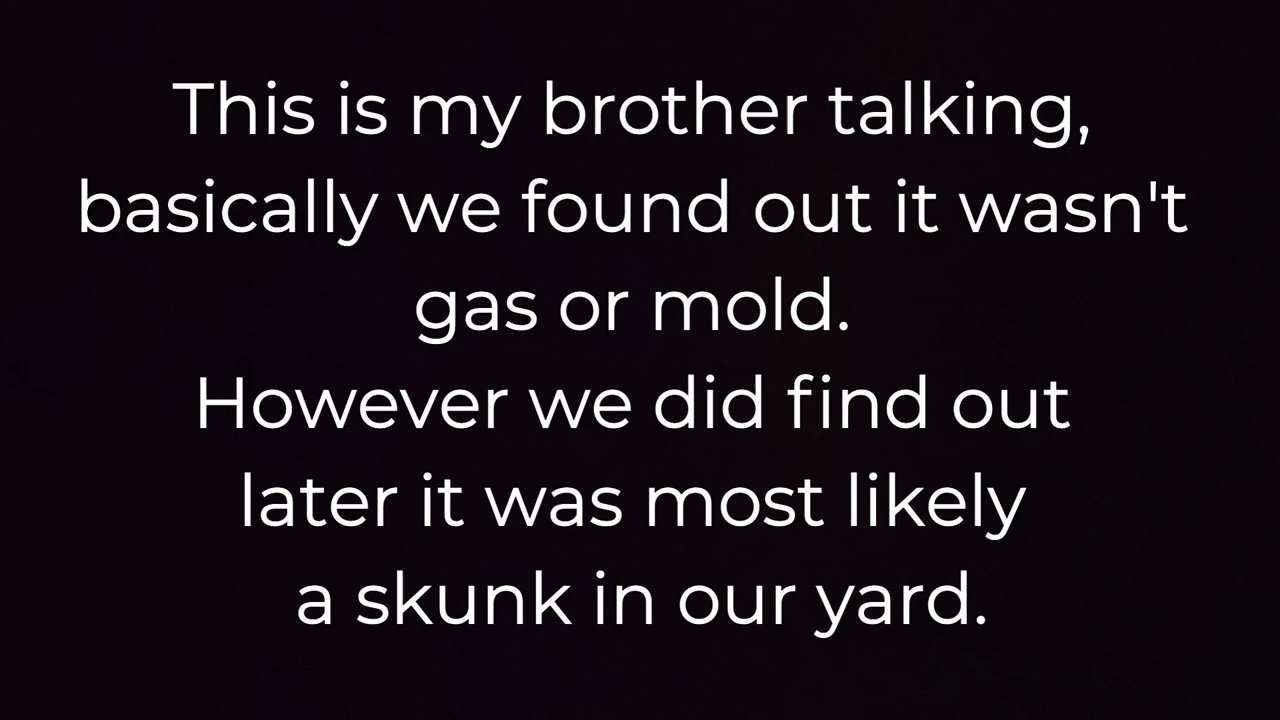 This is my brother talking,
basically we found out it wasn't
gas or mold.
However we did find out
later it was most likely
a skunk in our yard.